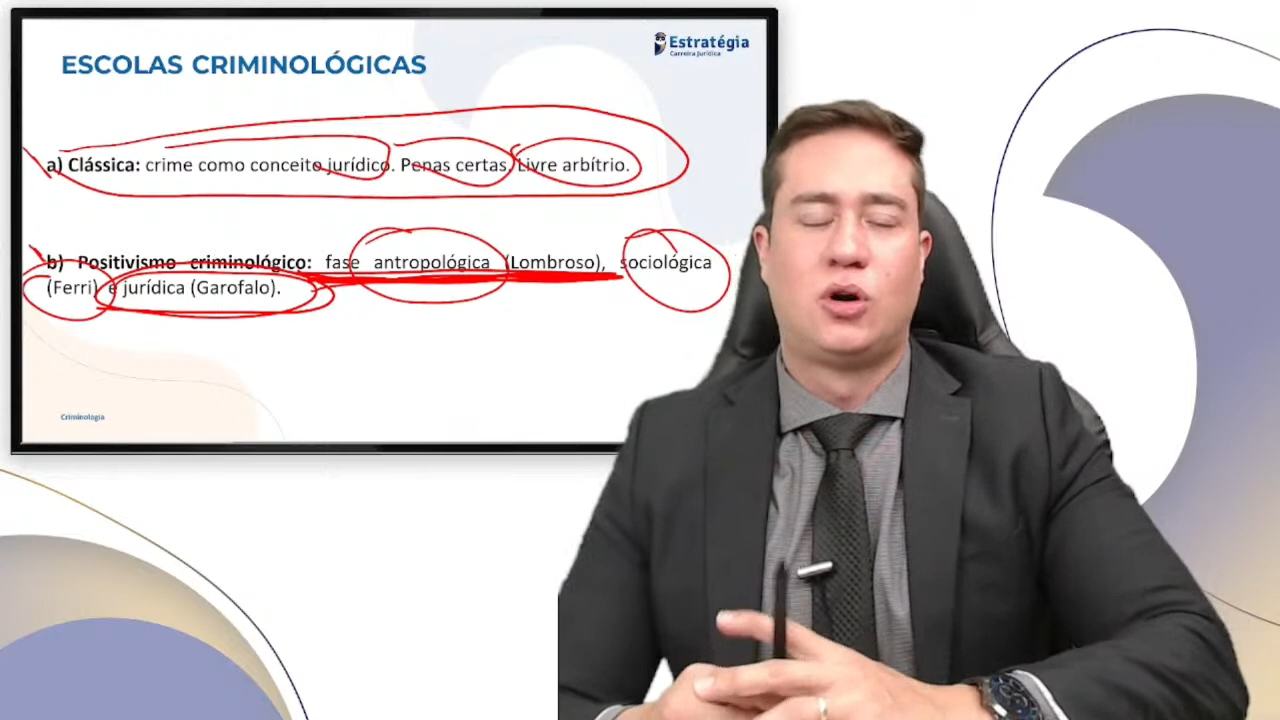 Estratégia
Carreira Jurídica
ESCOLAS CRIMINOLÓGICAS
a) Clássica: crime como conceito jurídico. Penas certas. Livre arbítrio.
b) Positivismo criminológico: fase antropológica (Lombroso), sociológica
(Ferri) e jurídica (Garofalo).
Criminologia